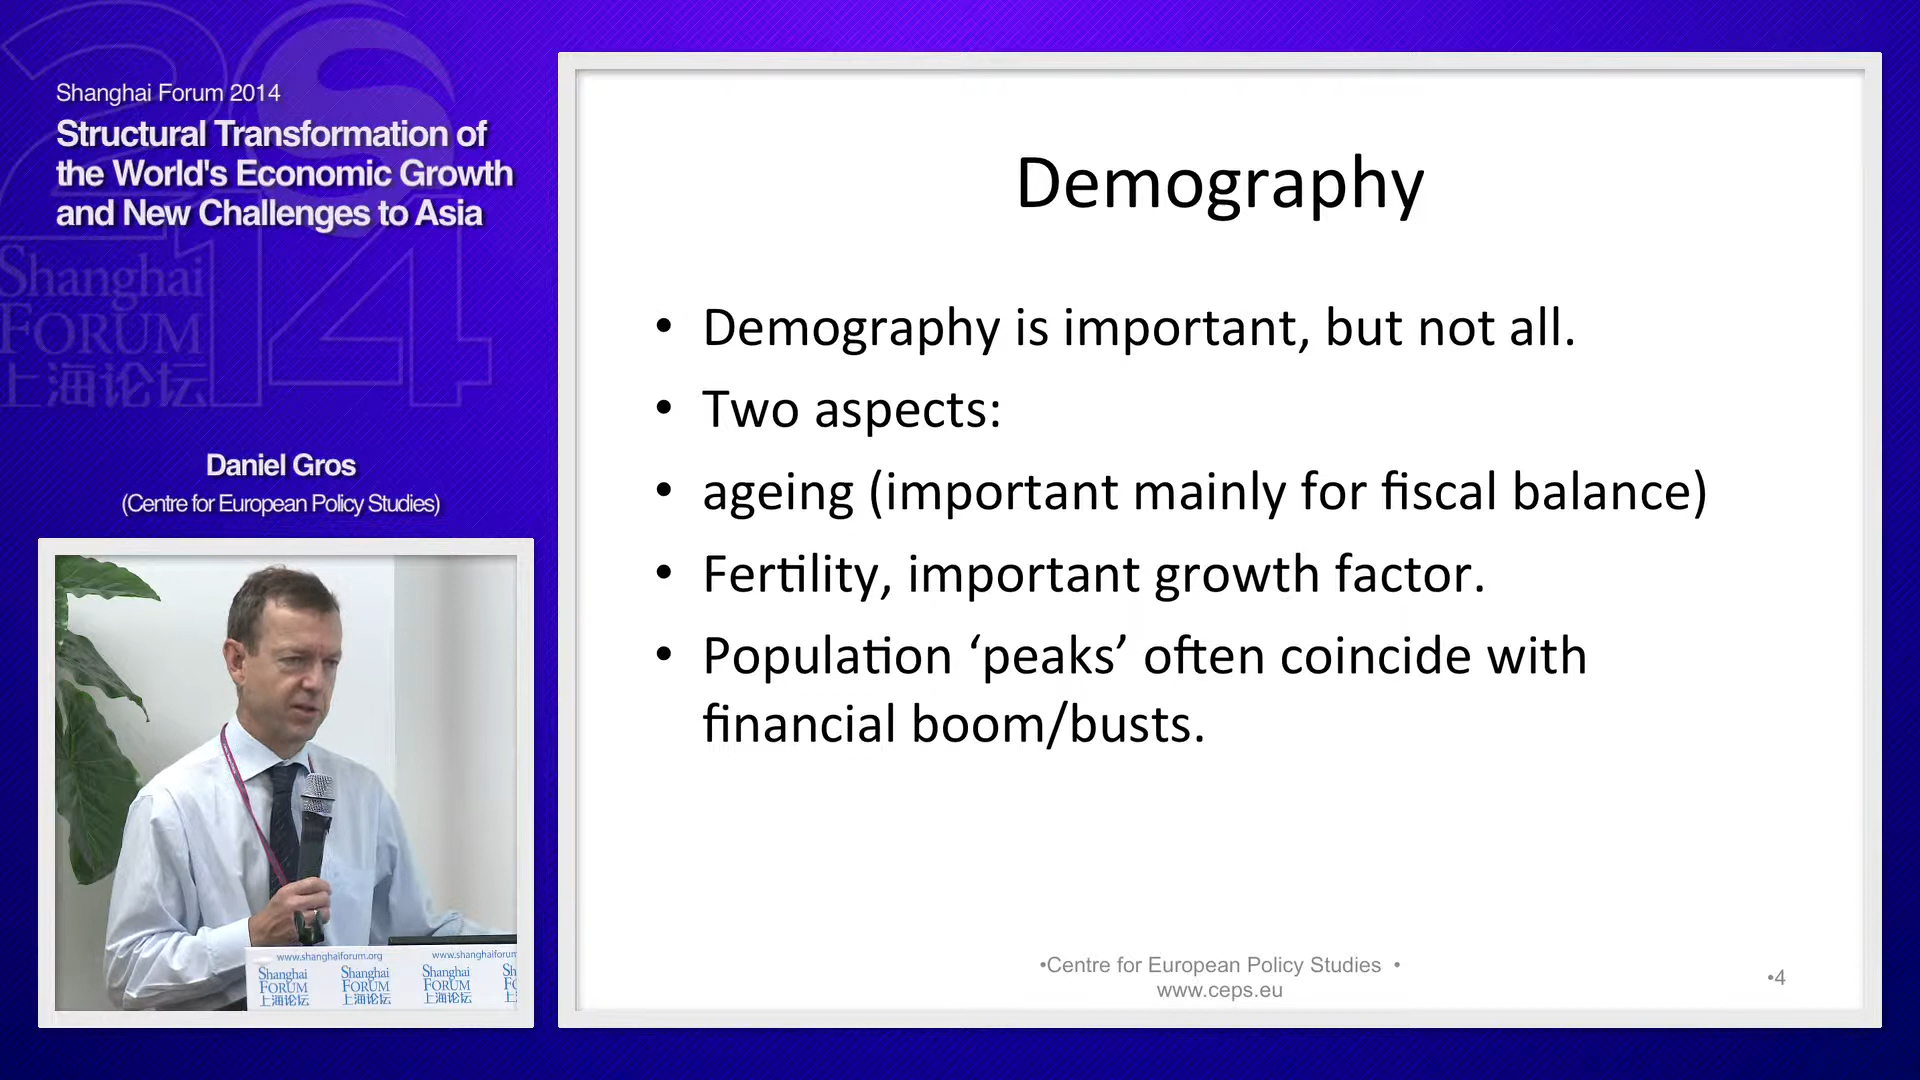 Shanghai Forum 2014
Structural Transformation of
the World's Economic Growth
and New Challenges to Asia
Shanghai
FORUM
上海论坛
2014
Daniel Gros
(Centre for European Policy Studies)
www.shanghaiforum.org
www.shanghaiforum
Shanghai
FORUM
上海论坛
Shanghai
FORUM
上海论坛
Shanghai
FORUM
上海论坛
Demography
• Demography is important, but not all.
• Two aspects:
• ageing (important mainly for fiscal balance)
• Fertility, important growth factor.
• Population ‘peaks’ often coincide with
financial boom/busts.
•Centre for European Policy Studies •
www.ceps.eu
•4